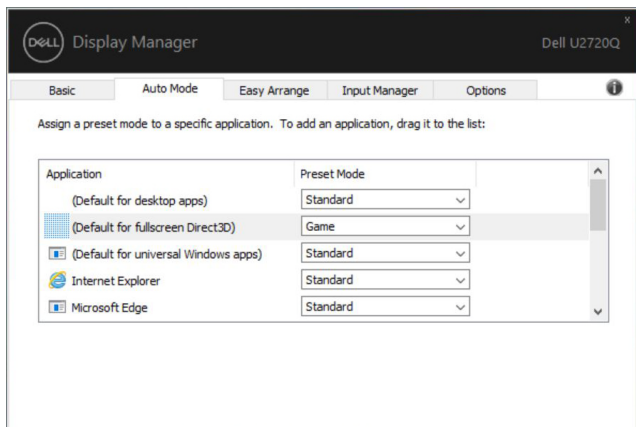 DELL Display Manager
x
Dell U2720Q
Basic Auto Mode Easy Arrange Input Manager Options
Assign a preset mode to a specific application. To add an application, drag it to the list:
Application Preset Mode
(Default for desktop apps) Standard
(Default for fullscreen Direct3D) Game
(Default for universal Windows apps) Standard
Internet Explorer Standard
Microsoft Edge Standard